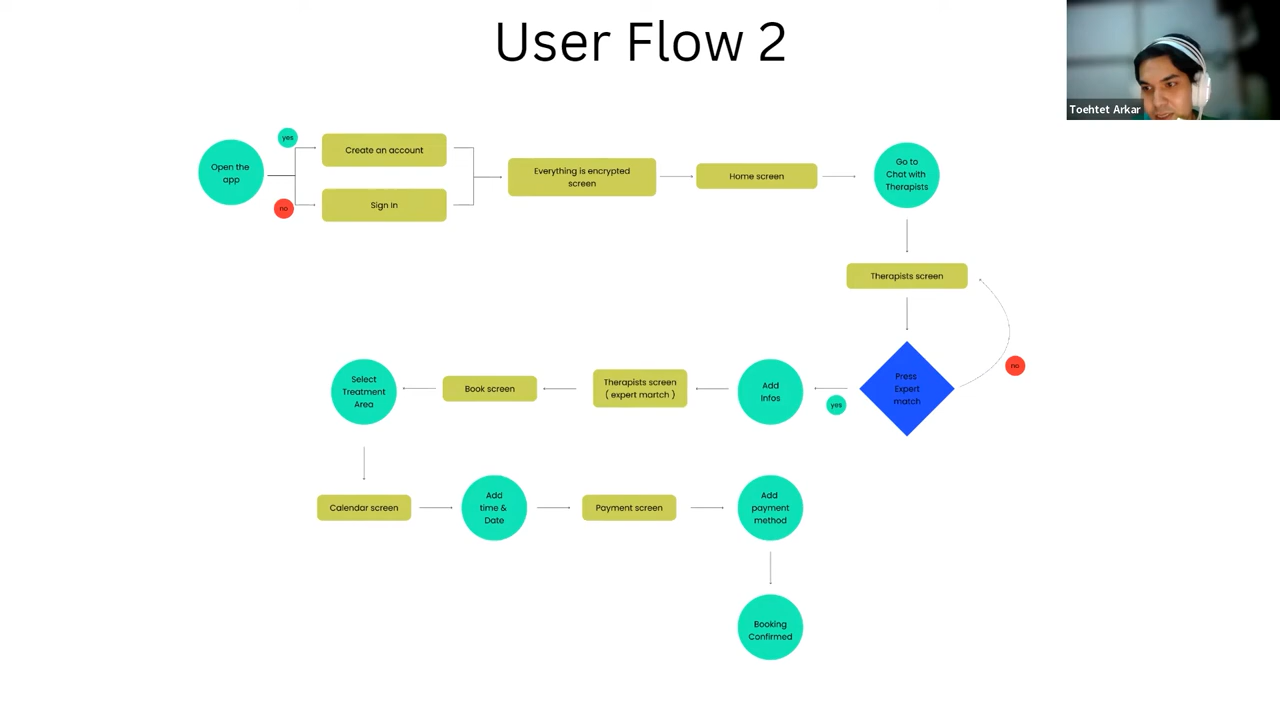 User Flow 2
Toehtet Arkar
yes
Open the
app
Create an account
no
Sign In
Everything is encrypted
screen
Home screen
Go to
Chat with
Therapists
Therapists screen
no
Press
Expert
match
yes
Add
Infos
Therapists screen
( expert martch )
Book screen
Select
Treatment
Area
Calendar screen
Add
time &
Date
Payment screen
Add
payment
method
Booking
Confirmed